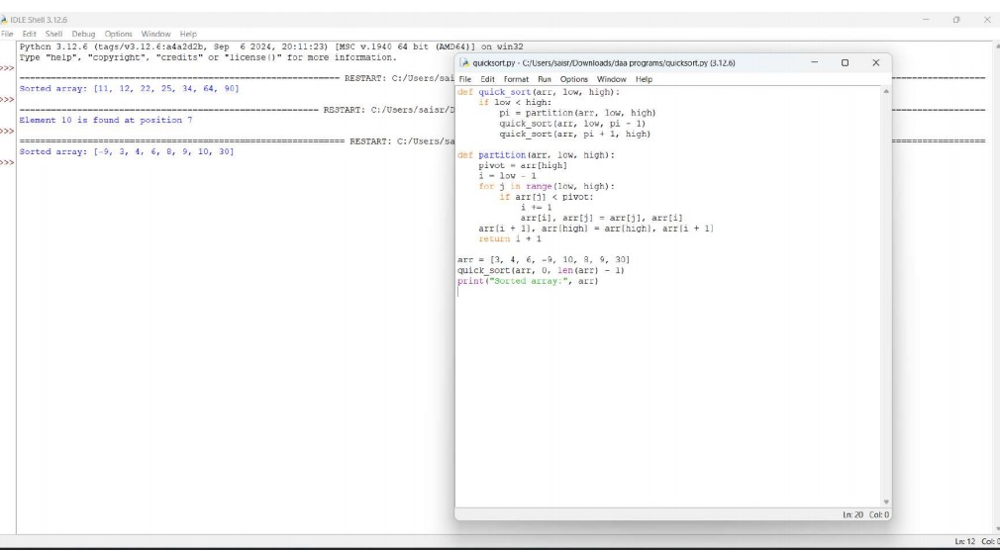 IDLE Shell 3.12.6
File Edit Shell Debug Options Window Help
Python 3.12.6 (tags/v3.12.6:a4a2d2b, Sep 6 2024, 20:11:23) [MSC v.1940 64 bit (AMD64)] on win32
Type "help", "copyright", "credits" or "license()" for more information.
>>>
= RESTART: C:/Users/sai
Sorted array: [11, 12, 22, 25, 34, 64, 90]
>>>
= RESTART: C:/Users/saisr/D
Element 10 is found at position 7
>>>
= RESTART: C:/Users/sa
Sorted array: [-9, 3, 4, 6, 8, 9, 10, 30]
>>>
quicksort.py - C:/Users/saisr/Downloads/daa programs/quicksort.py (3.12.6)
File Edit Format Run Options Window Help
def quick_sort(arr, low, high):
    if low < high:
        pi = partition(arr, low, high)
        quick_sort(arr, low, pi - 1)
        quick_sort(arr, pi + 1, high)
def partition(arr, low, high):
    pivot = arr[high]
    i = low - 1
    for j in range(low, high):
        if arr[j] < pivot:
            i += 1
            arr[i], arr[j] = arr[j], arr[i]
    arr[i + 1], arr[high] = arr[high], arr[i + 1]
    return i + 1
arr = [3, 4, 6, -9, 10, 8, 9, 30]
quick_sort(arr, 0, len(arr) - 1)
print("Sorted array:", arr)
Ln: 20 Col: 0
Ln: 12 Col: 0